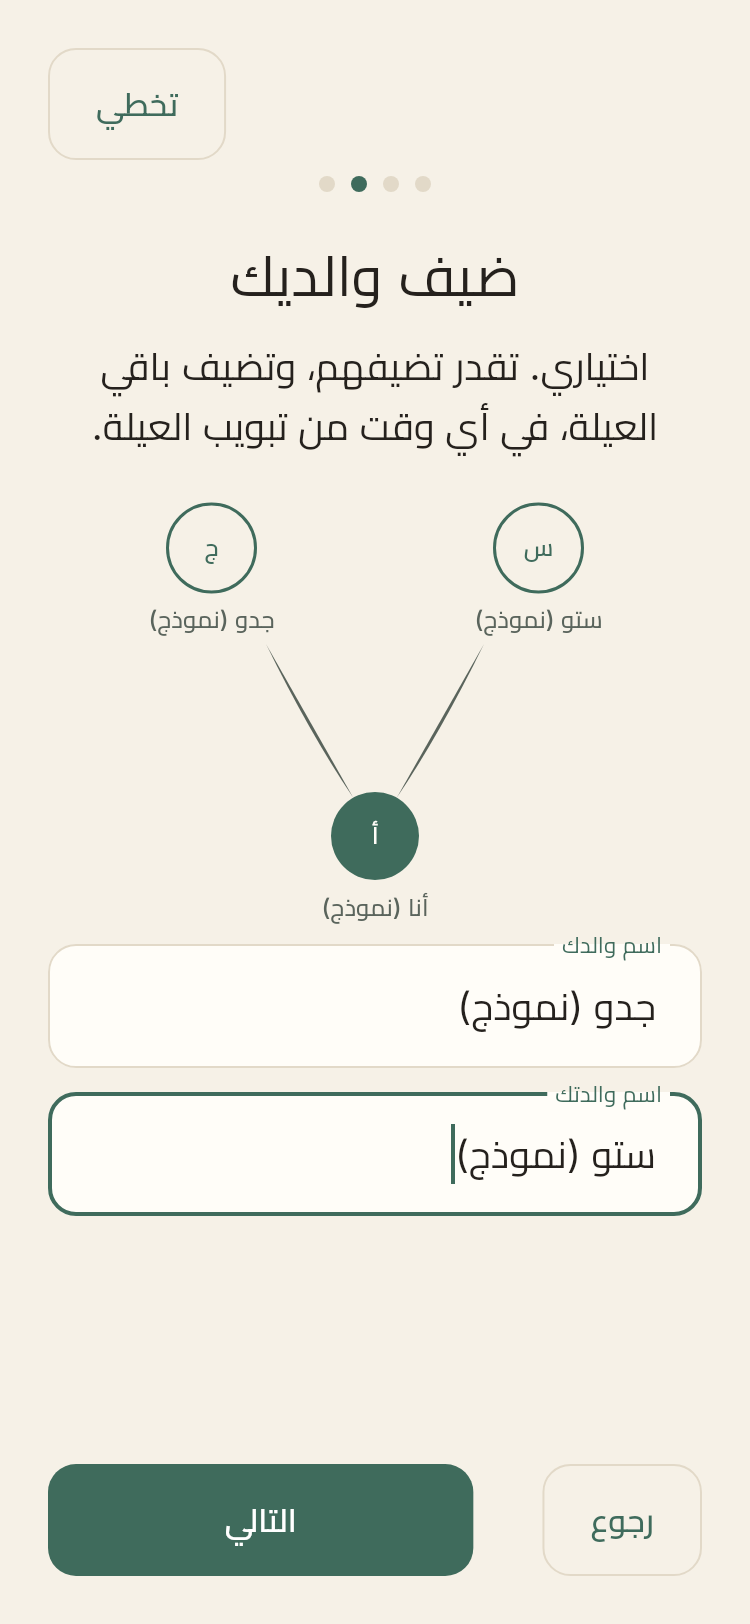 تخطي
ضيف والديك
اختياري. تقدر تضيفهم، وتضيف باقي
العيلة، في أي وقت من تبويب العيلة.
س
ج
ستو (نموذج)
جدو (نموذج)
أ
أنا (نموذج)
اسم والدك
جدو (نموذج)
اسم والدتك
ستو (نموذج)
رجوع
التالي